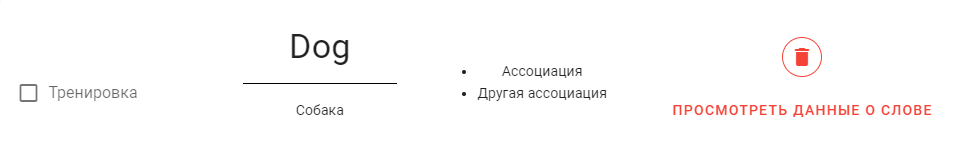 Тренировка
Dog
Собака
Ассоциация
Другая ассоциация
ПРОСМОТРЕТЬ ДАННЫЕ О СЛОВЕ